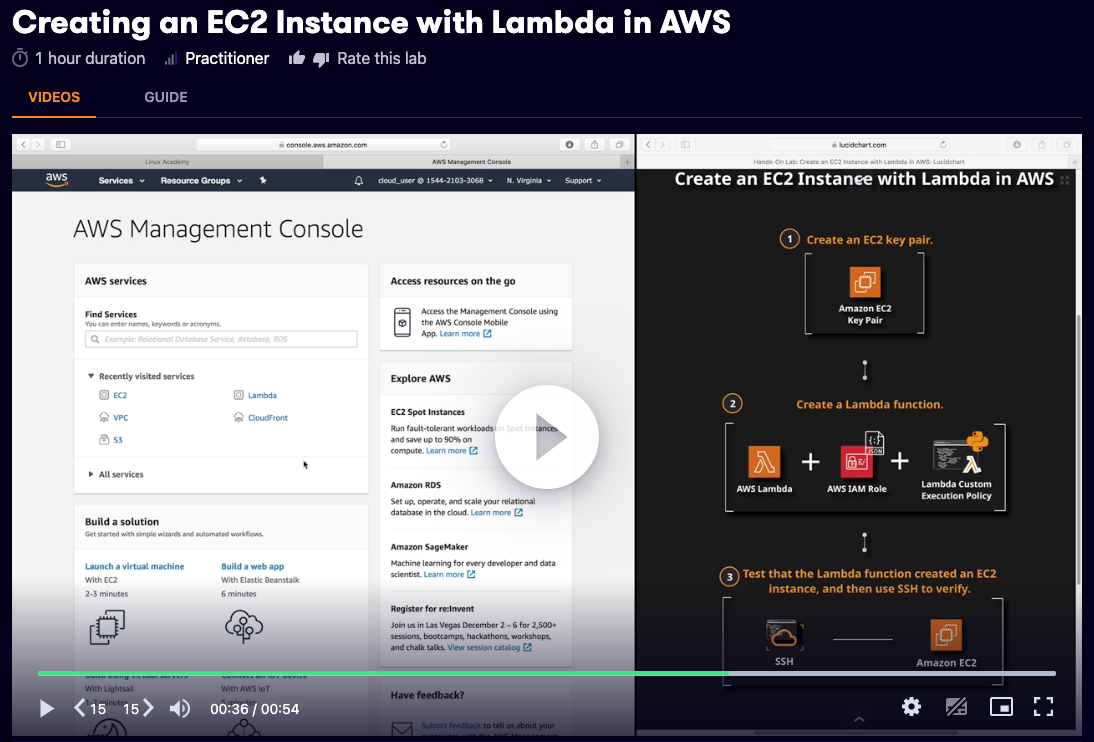 Creating an EC2 Instance with Lambda in AWS
1 hour duration
Practitioner
Rate this lab
VIDEOS
GUIDE
console.aws.amazon.com
Linux Academy
AWS Management Console
+
aws
Services
Resource Groups
cloud_user @ 1544-2103-3068
N. Virginia
Support
AWS Management Console
AWS services
Find Services
You can enter names, keywords or acronyms.
Example: Relational Database Service, database, RDS
Recently visited services
EC2
Lambda
VPC
CloudFront
S3
All services
Build a solution
Get started with simple wizards and automated workflows.
Launch a virtual machine
With EC2
2-3 minutes
Build a web app
With Elastic Beanstalk
6 minutes
With Lightsail
With AWS IoT
Access resources on the go
Access the Management Console using
the AWS Console Mobile
App. Learn more
Explore AWS
EC2 Spot Instances
Run fault-tolerant workloads on Spot Instances
and save up to 90% on
compute. Learn more
Amazon RDS
Set up, operate, and scale your relational
database in the cloud. Learn more
Amazon SageMaker
Machine learning for every developer and data
scientist. Learn more
Register for re:Invent
Join us in Las Vegas December 2 – 6 for 2,500+
sessions, bootcamps, hackathons, workshops,
and chalk talks. View session catalog
Have feedback?
Submit feedback to tell us about your
lucidchart.com
Hands-On Lab: Create an EC2 Instance with Lambda in AWS: Lucidchart
+
Create an EC2 Instance with Lambda in AWS
1 Create an EC2 key pair.
Amazon EC2
Key Pair
2 Create a Lambda function.
{:}
JSON
AWS Lambda
+
AWS IAM Role
+
Lambda Custom
Execution Policy
3 Test that the Lambda function created an EC2
instance, and then use SSH to verify.
SSH
Amazon EC2
15
15
00:36 / 00:54